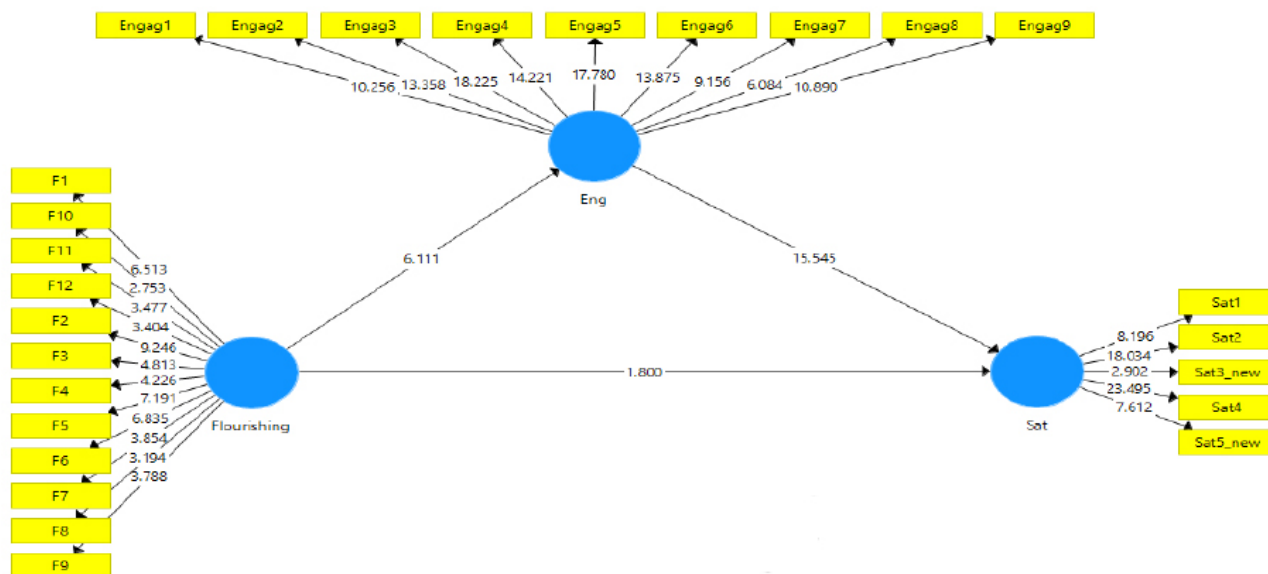 Engag1 Engag2 Engag3 Engag4 Engag5 Engag6 Engag7 Engag8 Engag9
10.256 13.358 18.225 14.221 17.780 13.875 9.156 6.084 10.890
Eng
F1
F10
F11
F12
F2
F3
F4
F5
F6
F7
F8
F9
6.513
2.753
3.477
3.404
9.246
4.813
4.226
7.191
6.835
3.854
3.194
3.788
Flourishing
6.111
15.545
1.800
Sat
8.196
18.034
2.902
23.495
7.612
Sat1
Sat2
Sat3_new
Sat4
Sat5_new